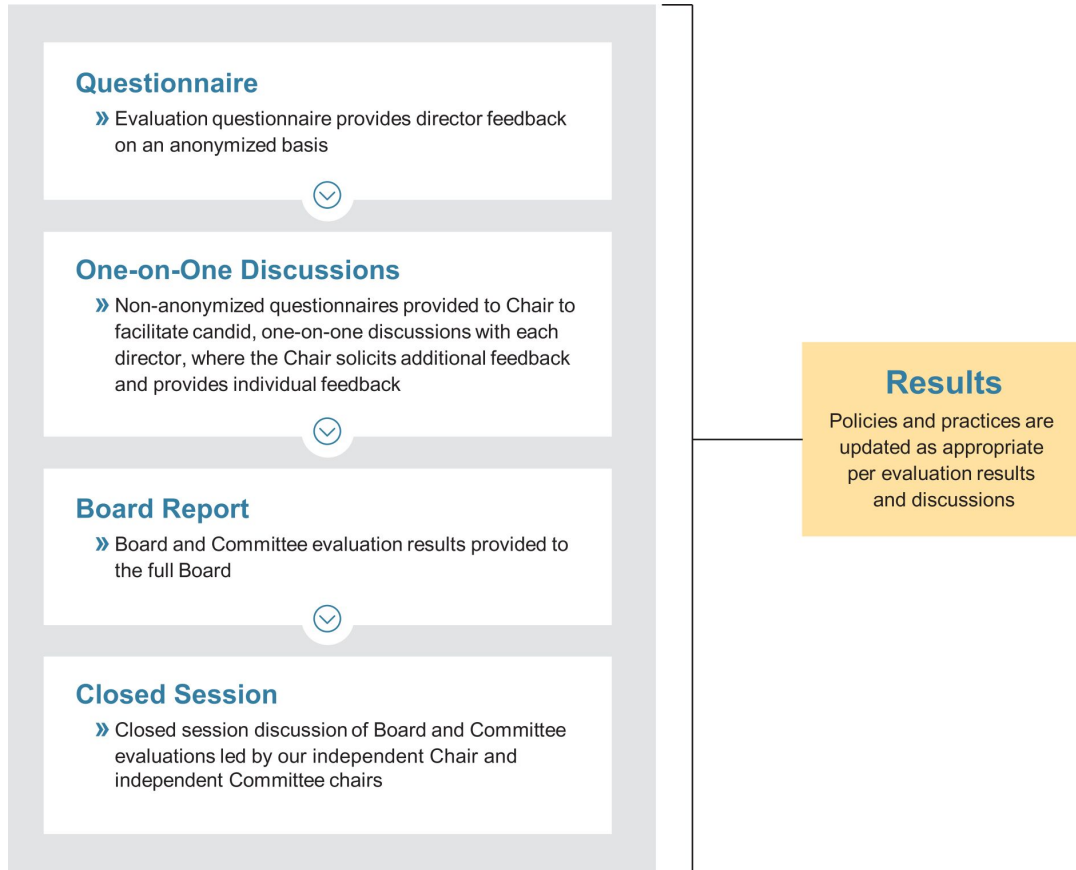 Questionnaire
» Evaluation questionnaire provides director feedback
on an anonymized basis
One-on-One Discussions
» Non-anonymized questionnaires provided to Chair to
facilitate candid, one-on-one discussions with each
director, where the Chair solicits additional feedback
and provides individual feedback
Board Report
» Board and Committee evaluation results provided to
the full Board
Closed Session
» Closed session discussion of Board and Committee
evaluations led by our independent Chair and
independent Committee chairs
Results
Policies and practices are
updated as appropriate
per evaluation results
and discussions